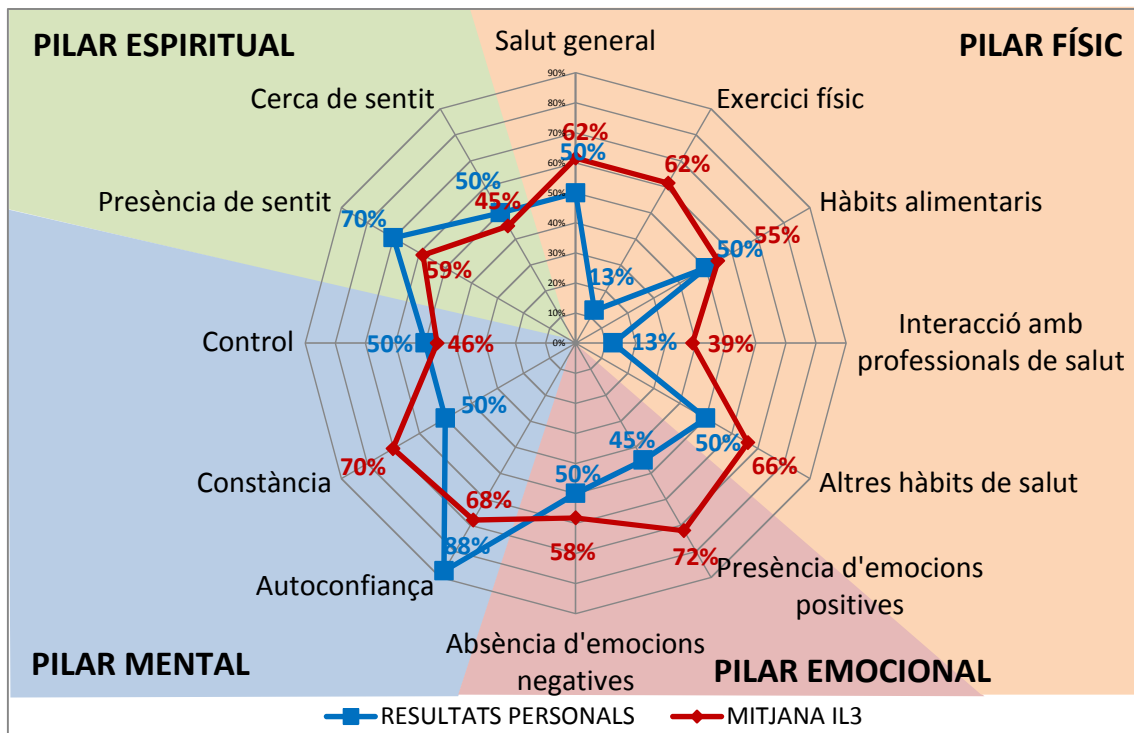 PILAR ESPIRITUAL
Salut general
PILAR FÍSIC
Cerca de sentit
90%
Exercici físic
80%
70%
62%
50%
60%
50%
40%
30%
20%
10%
0%
62%
50%
45%
Presència de sentit
70%
59%
Hàbits alimentaris
55%
50%
13%
Control
50%
46%
13%
39%
Interacció amb
professionals de salut
50%
45%
50%
66%
Constància
70%
68%
50%
Altres hàbits de salut
88%
58%
72%
Autoconfiança
Presència d'emocions
positives
Absència d'emocions
negatives
PILAR MENTAL
PILAR EMOCIONAL
RESULTATS PERSONALS
MITJANA IL3